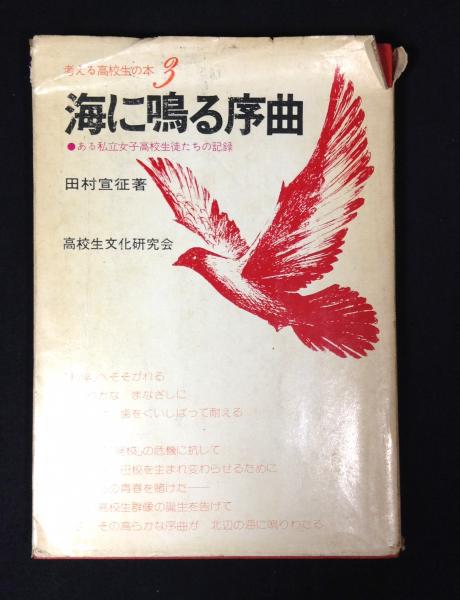 考える高校生の本3
海に鳴る序曲
●ある私立女子高校生徒たちの記録
田村宣征著
高校生文化研究会
へそそがれる
かな まなざしに
歯をくいしばって耐える
学校」の危機に抗して
母校を生まれ変わらせるために
の青春を賭けた──
高校生群像の誕生を告げて
その高らかな序曲が 北辺の海に鳴りわたる